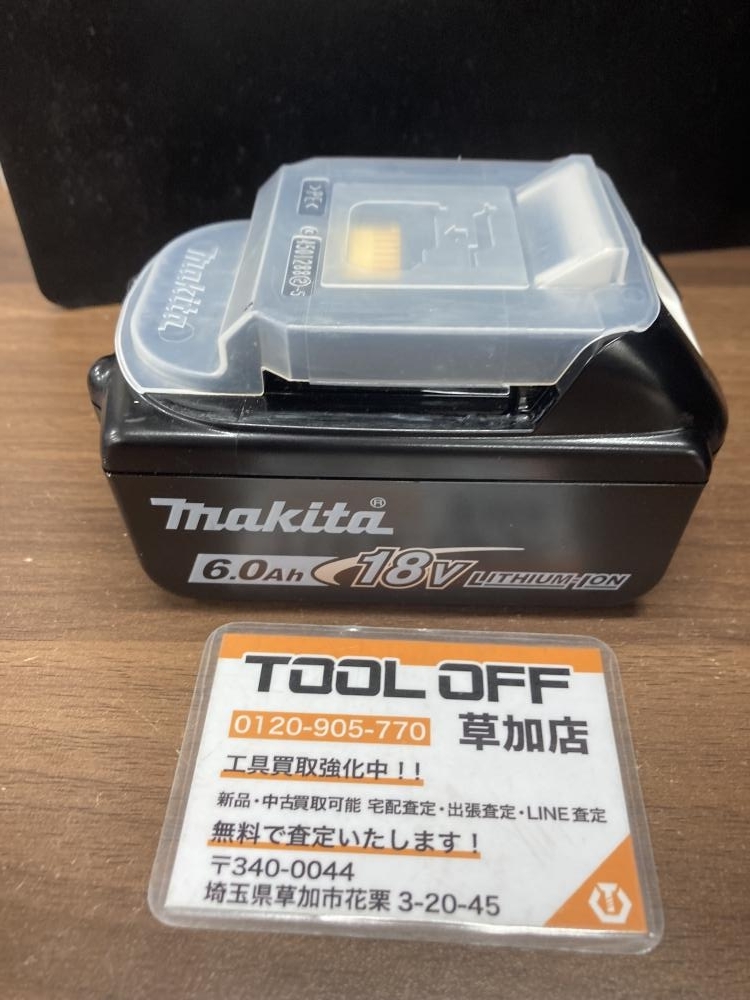 >PE<
450128-5
makita
makita®
6.0Ah 18V LITHIUM-ION
TOOL OFF
0120-905-770 草加店
工具買取強化中！！
新品・中古買取可能 宅配査定・出張査定・LINE査定
無料で査定いたします！
〒340-0044
埼玉県草加市花栗 3-20-45